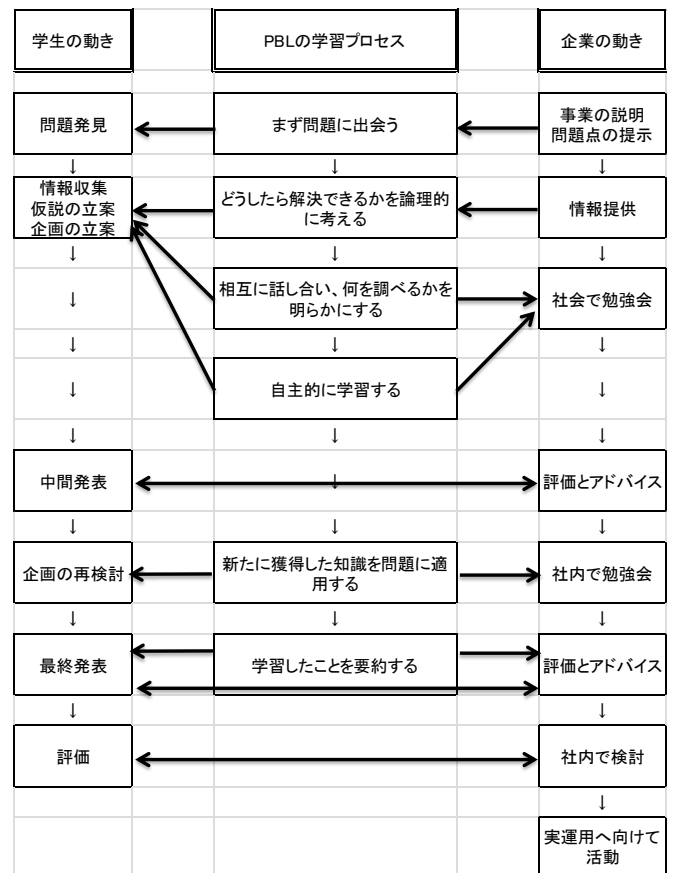 学生の動き
PBLの学習プロセス
企業の動き
問題発見
まず問題に出会う
事業の説明
問題点の提示
↓
↓
↓
情報収集
仮説の立案
企画の立案
どうしたら解決できるかを論理的
に考える
情報提供
↓
↓
↓
↓
相互に話し合い、何を調べるかを
明らかにする
社会で勉強会
↓
↓
↓
↓
自主的に学習する
↓
↓
↓
↓
中間発表
↓
評価とアドバイス
↓
↓
↓
企画の再検討
新たに獲得した知識を問題に適
用する
社内で勉強会
↓
↓
↓
最終発表
学習したことを要約する
評価とアドバイス
↓
↓
評価
社内で検討
↓
実運用へ向けて
活動